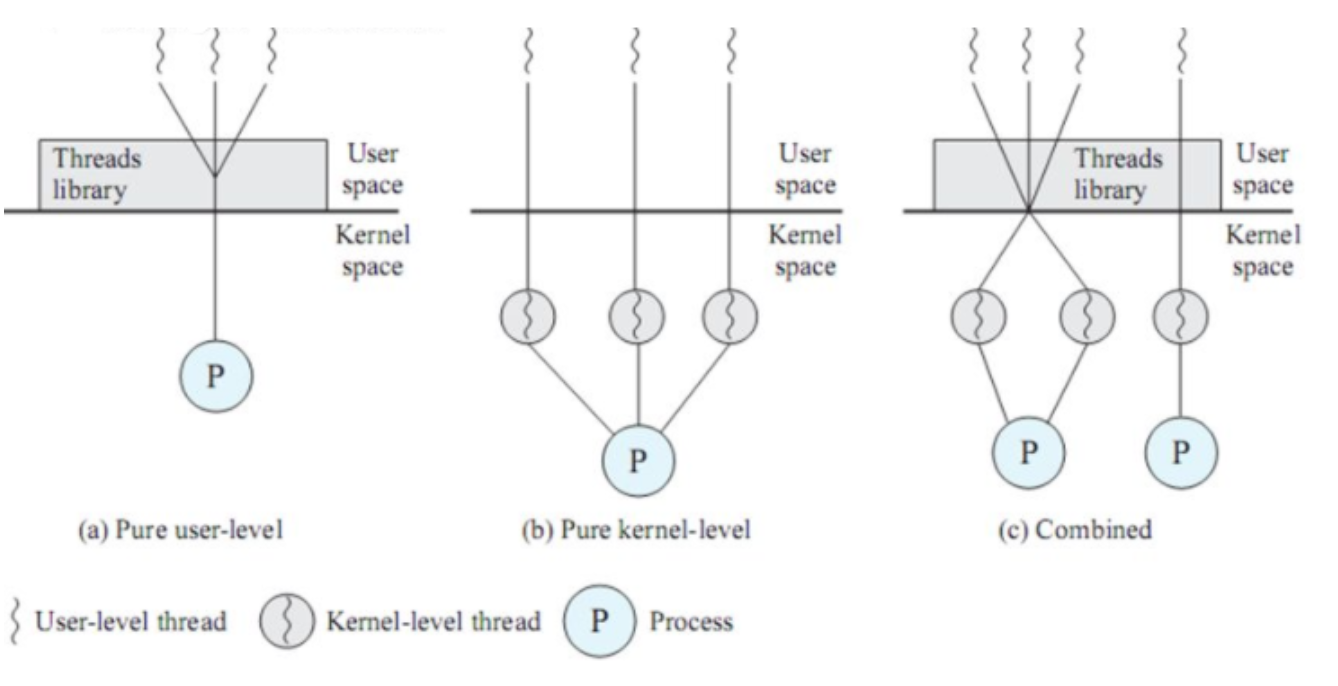 Threads
library
User
space
Kernel
space
P
(a) Pure user-level
User
space
Kernel
space
P
(b) Pure kernel-level
Threads
library
User
space
Kernel
space
P
P
(c) Combined
User-level thread
Kernel-level thread
P
Process